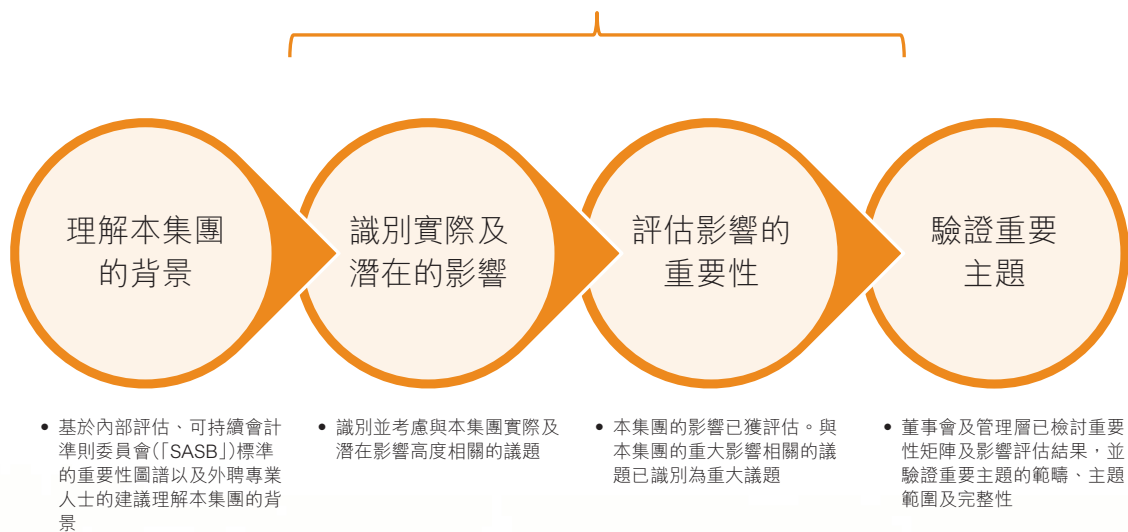 理解本集團
的背景
識別實際及
潛在的影響
評估影響的
重要性
驗證重要
主題
• 基於內部評估、可持續會計
準則委員會(「SASB」)標準
的重要性圖譜以及外聘專業
人士的建議理解本集團的背
景
• 識別並考慮與本集團實際及
潛在影響高度相關的議題
• 本集團的影響已獲評估。與
本集團的重大影響相關的議
題已識別為重大議題
• 董事會及管理層已檢討重要
性矩陣及影響評估結果，並
驗證重要主題的範疇、主題
範圍及完整性